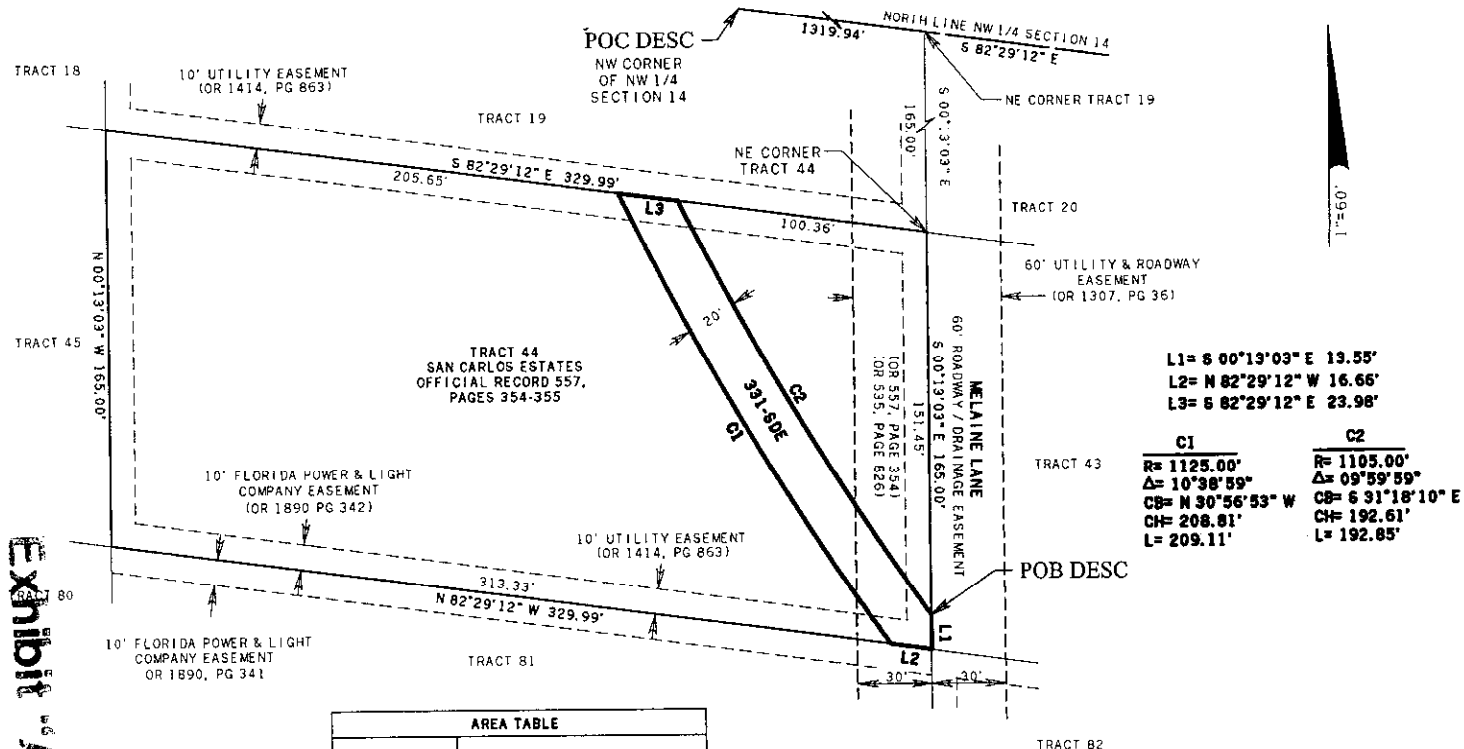 POC DESC
NW CORNER
OF NW 1/4
SECTION 14
1319.94'
NORTH LINE NW 1/4 SECTION 14
S 82°29'12" E
TRACT 18
10' UTILITY EASEMENT
(OR 1414, PG 863)
TRACT 19
NE CORNER TRACT 19
S 00°13'03" E
165.00'
NE CORNER
TRACT 44
TRACT 20
1"=60'
S 82°29'12" E 329.99'
205.65'
L3
100.36'
60' UTILITY & ROADWAY
EASEMENT
(OR 1307, PG 36)
N 00°13'03" W 165.00'
TRACT 45
TRACT 44
SAN CARLOS ESTATES
OFFICIAL RECORD 557,
PAGES 354-355
20'
331-SDE
C2
C1
(OR 557, PAGE 354)
(OR 535, PAGE 826)
151.45'
S 00°13'03" E 165.00'
60' ROADWAY / DRAINAGE EASEMENT
MELAINE LANE
TRACT 43
L1= S 00°13'03" E 13.55'
L2= N 82°29'12" W 16.66'
L3= S 82°29'12" E 23.98'
C1
R= 1125.00'
Δ= 10°38'59"
CB= N 30°56'53" W
CH= 208.81'
L= 209.11'
C2
R= 1105.00'
Δ= 09°59'59"
CB= S 31°18'10" E
CH= 192.61'
L= 192.85'
10' FLORIDA POWER & LIGHT
COMPANY EASEMENT
(OR 1890 PG 342)
10' UTILITY EASEMENT
(OR 1414, PG 863)
POB DESC
313.33'
N 82°29'12" W 329.99'
TRACT 80
Exhibit "A
L1
L2
10' FLORIDA POWER & LIGHT
COMPANY EASEMENT
OR 1890, PG 341
TRACT 81
30'
30'
AREA TABLE
TRACT 82